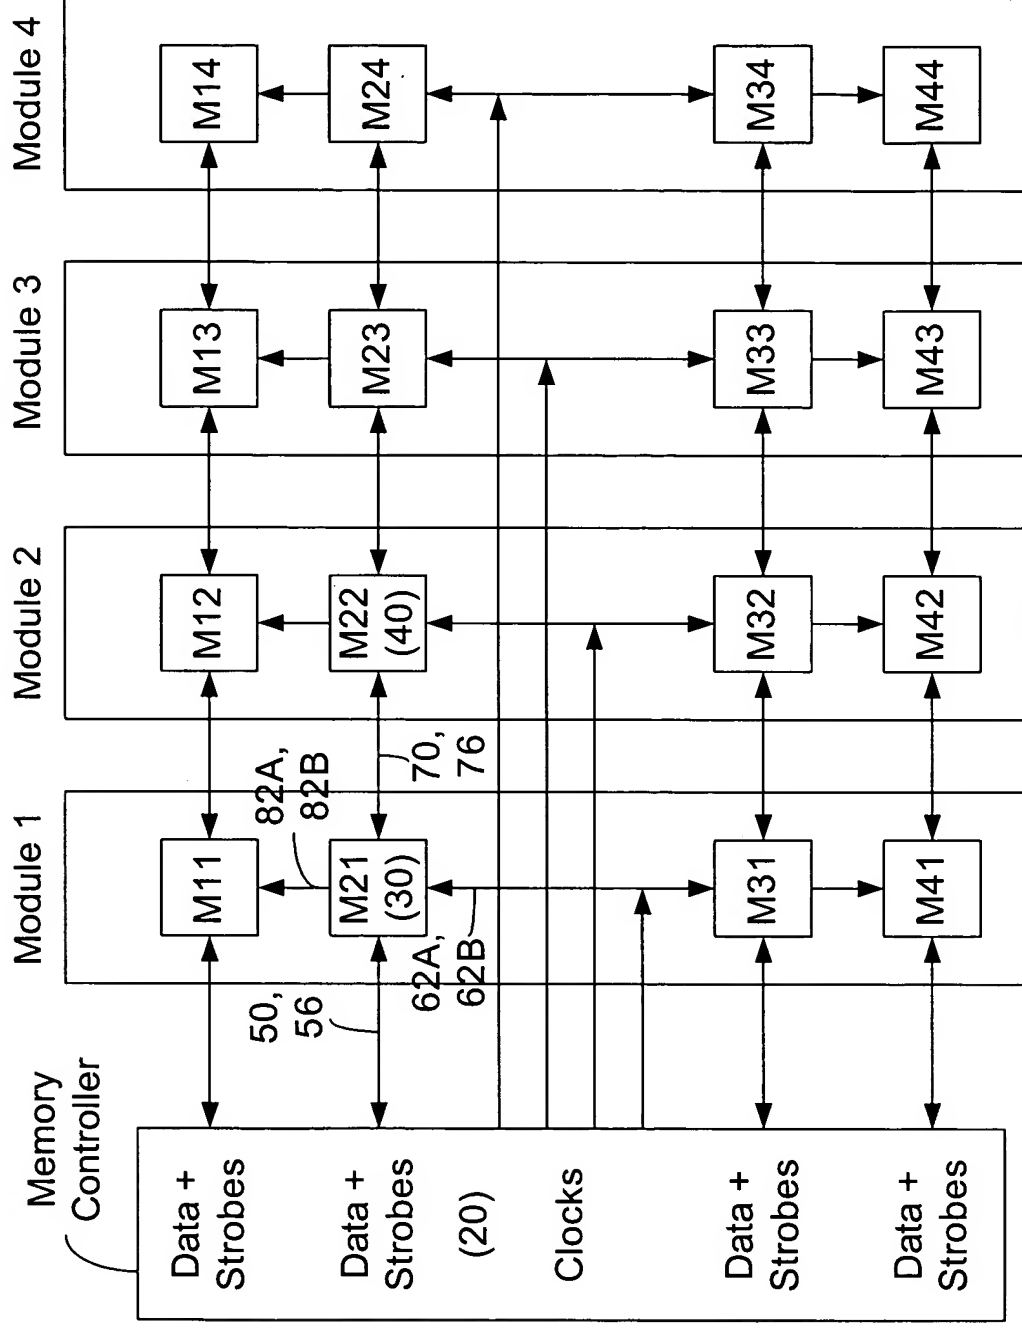 Module 1
Module 2
Module 3
Module 4
Memory
Controller
Data +
Strobes
M11
M12
M13
M14
82A,
82B
50,
56
Data +
Strobes
M21
(30)
M22
(40)
M23
M24
70,
76
62A,
62B
(20)
Clocks
Data +
Strobes
M31
M32
M33
M34
Data +
Strobes
M41
M42
M43
M44